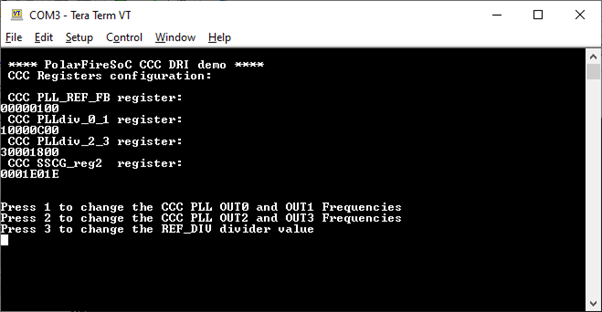 COM3 - Tera Term VT
File Edit Setup Control Window Help
**** PolarFireSoC CCC DRI demo ****
CCC Registers configuration:
CCC PLL_REF_FB register:
00000100
CCC PLLdiv_0_1 register:
10000C00
CCC PLLdiv_2_3 register:
30001800
CCC SSCG_reg2  register:
0001E01E
Press 1 to change the CCC PLL OUT0 and OUT1 Frequencies
Press 2 to change the CCC PLL OUT2 and OUT3 Frequencies
Press 3 to change the REF_DIV divider value